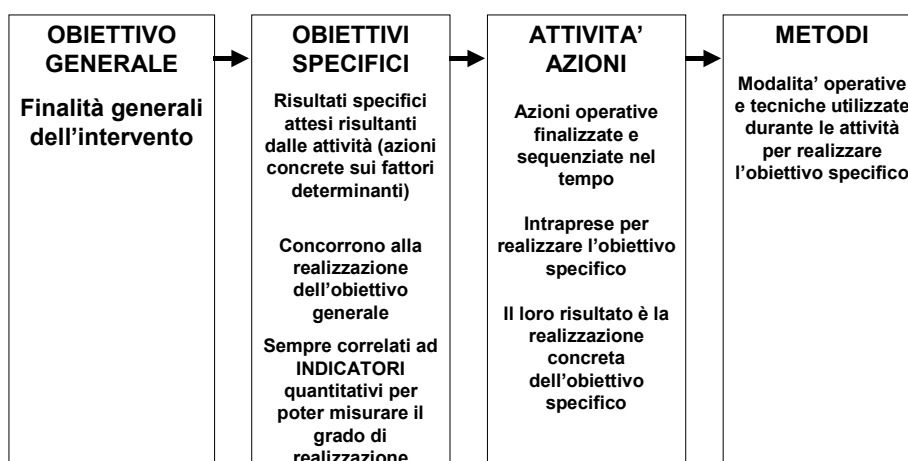 OBIETTIVO
GENERALE
Finalità generali
dell'intervento
OBIETTIVI
SPECIFICI
Risultati specifici
attesi risultanti
dalle attività (azioni
concrete sui fattori
determinanti)
Concorrono alla
realizzazione
dell'obiettivo
generale
Sempre correlati ad
INDICATORI
quantitativi per
poter misurare il
grado di
realizzazione
ATTIVITA'
AZIONI
Azioni operative
finalizzate e
sequenziate nel
tempo
Intraprese per
realizzare l'obiettivo
specifico
Il loro risultato è la
realizzazione
concreta
dell'obiettivo
specifico
METODI
Modalita' operative
e tecniche utilizzate
durante le attività
per realizzare
l'obiettivo specifico